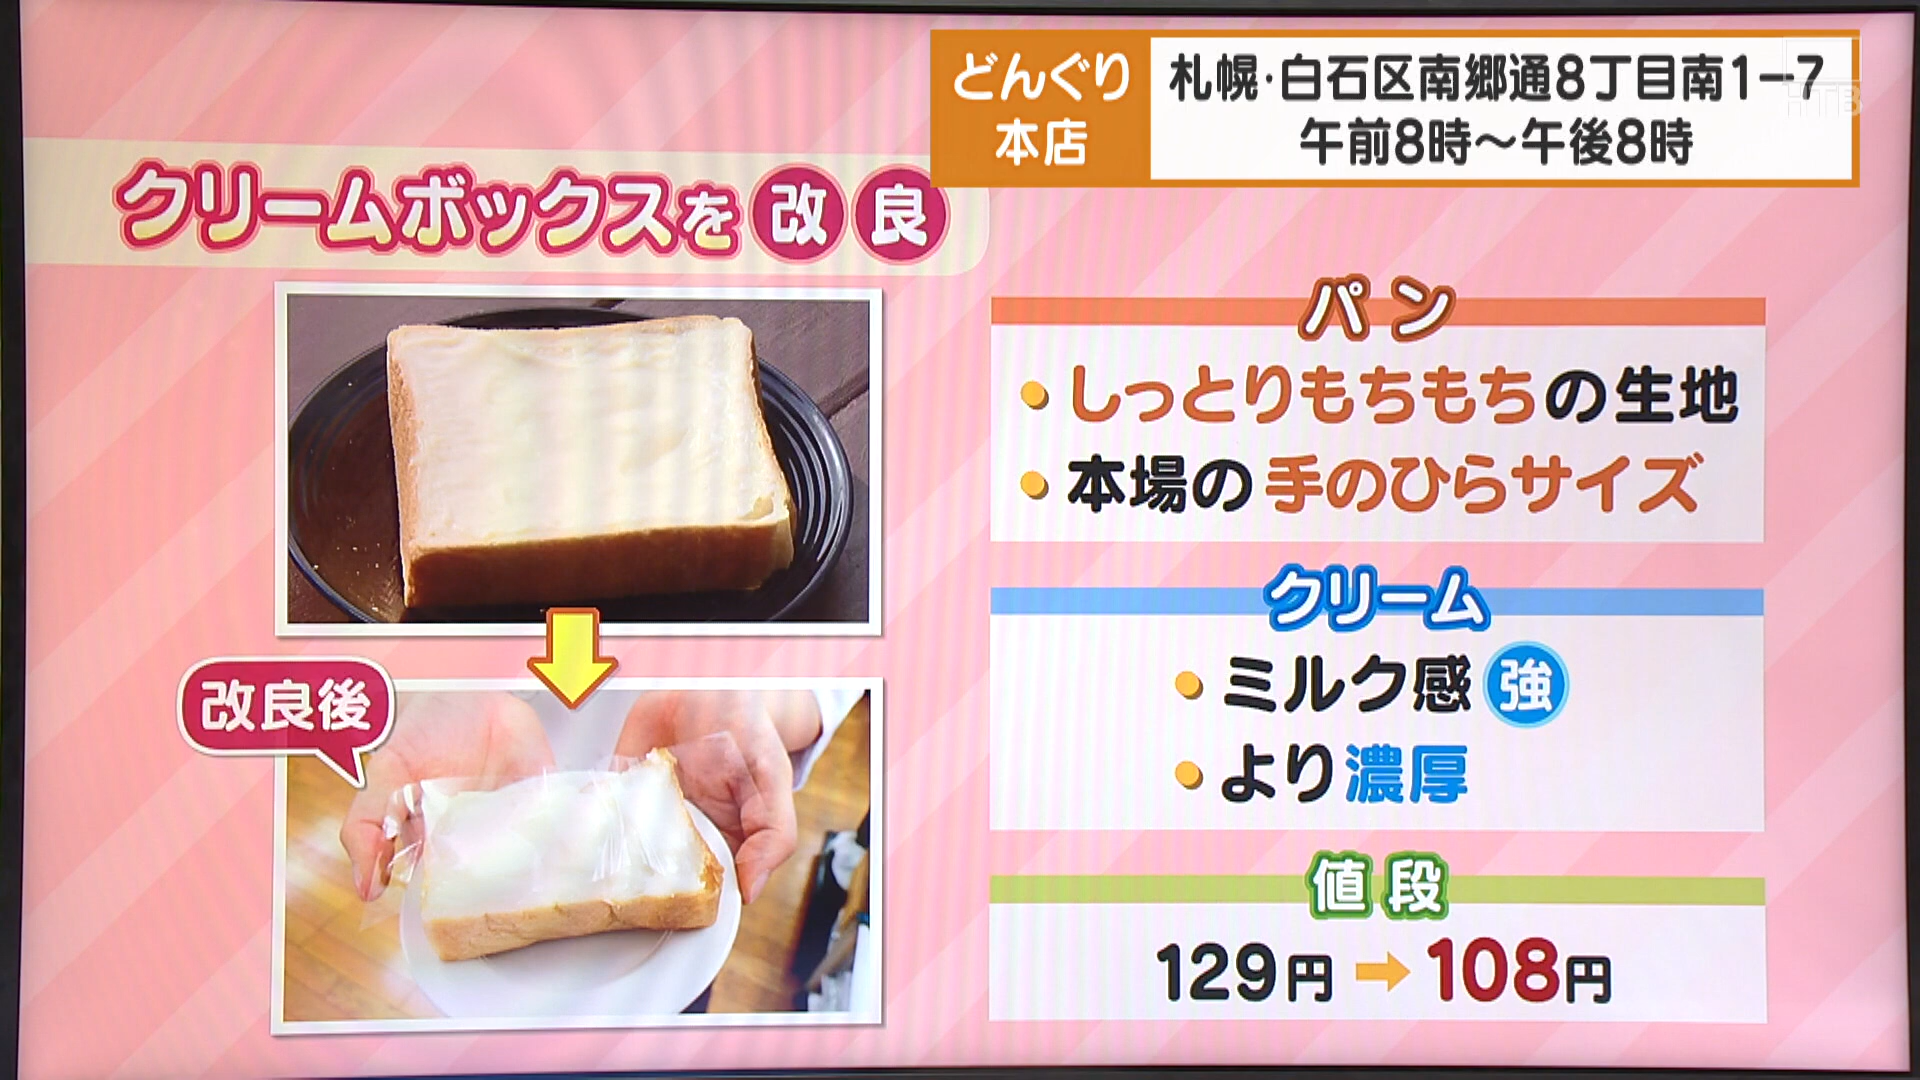 どんぐり
本店
札幌・白石区南郷通8丁目南1-7
午前8時～午後8時
HTB
クリームボックスを改良
改良後
パン
しっとりもちもちの生地
本場の手のひらサイズ
クリーム
ミルク感強
より濃厚
値段
129円→108円